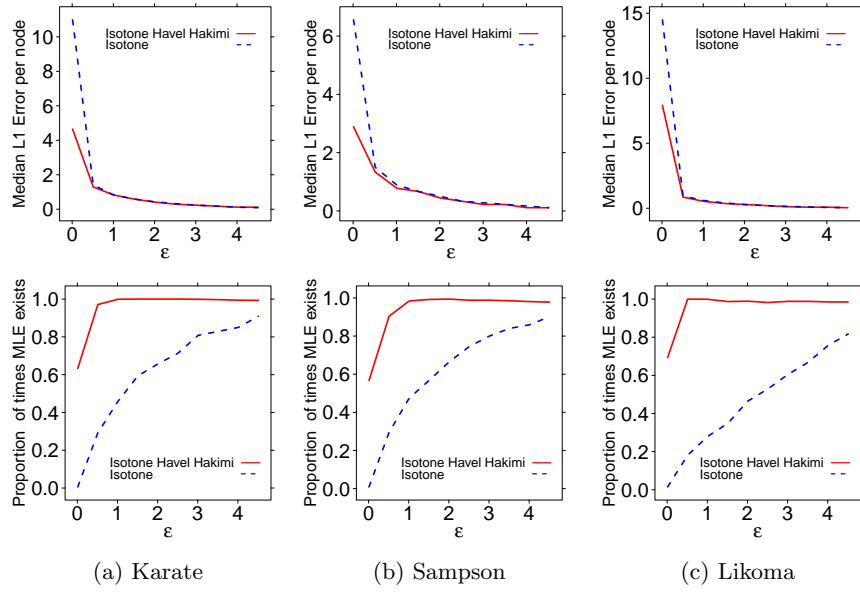 Median L1 Error per node
10
8
6
4
2
0
Isotone Havel Hakimi
Isotone
0 1 2 3 4
ε
Median L1 Error per node
6
4
2
0
Isotone Havel Hakimi
Isotone
0 1 2 3 4
ε
Median L1 Error per node
15
10
5
0
Isotone Havel Hakimi
Isotone
0 1 2 3 4
ε
Proportion of times MLE exists
1.0
0.8
0.6
0.4
0.2
0.0
Isotone Havel Hakimi
Isotone
0 1 2 3 4
ε
(a) Karate
Proportion of times MLE exists
1.0
0.8
0.6
0.4
0.2
0.0
Isotone Havel Hakimi
Isotone
0 1 2 3 4
ε
(b) Sampson
Proportion of times MLE exists
1.0
0.8
0.6
0.4
0.2
0.0
Isotone Havel Hakimi
Isotone
0 1 2 3 4
ε
(c) Likoma